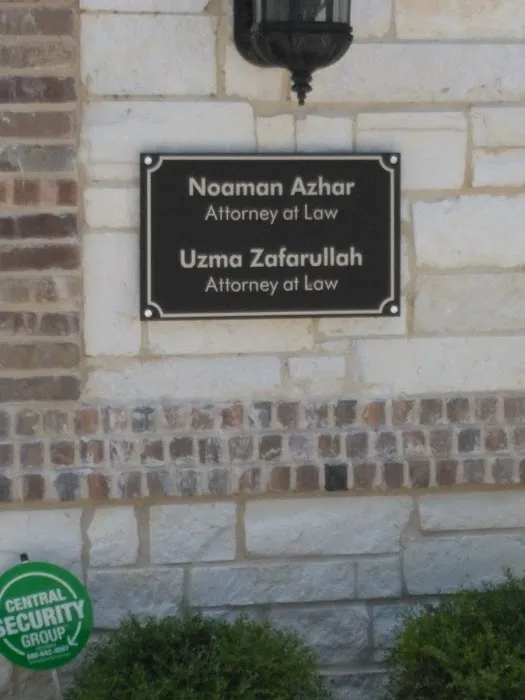 Noaman Azhar
Attorney at Law
Uzma Zafarullah
Attorney at Law
CENTRAL
SECURITY
GROUP